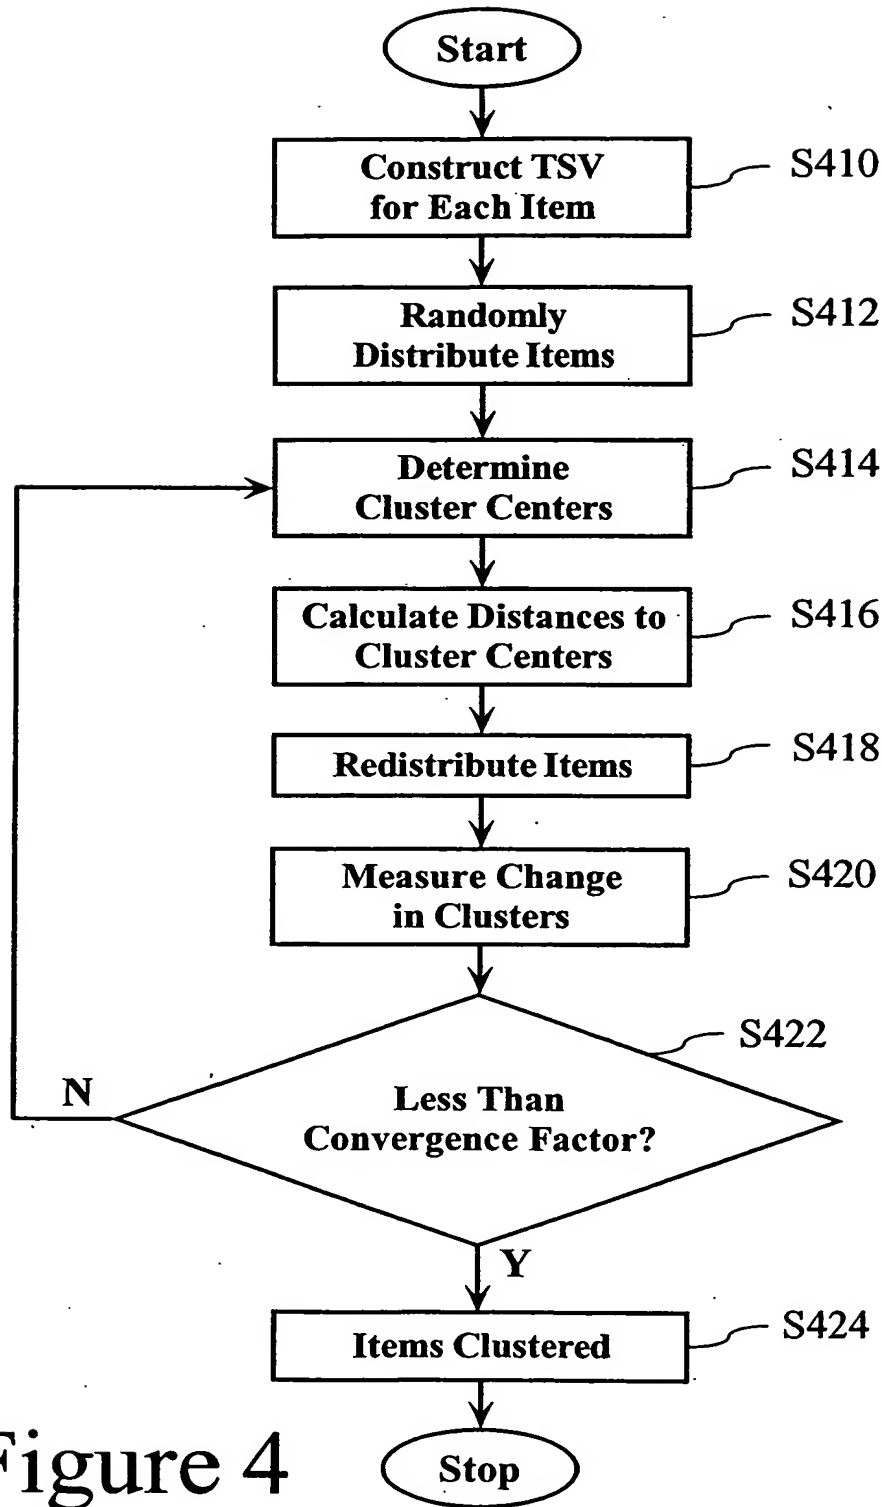 Start
Construct TSV
for Each Item
S410
Randomly
Distribute Items
S412
Determine
Cluster Centers
S414
Calculate Distances to
Cluster Centers
S416
Redistribute Items
S418
Measure Change
in Clusters
S420
Less Than
Convergence Factor?
S422
N
Y
Items Clustered
S424
Stop
Figure 4